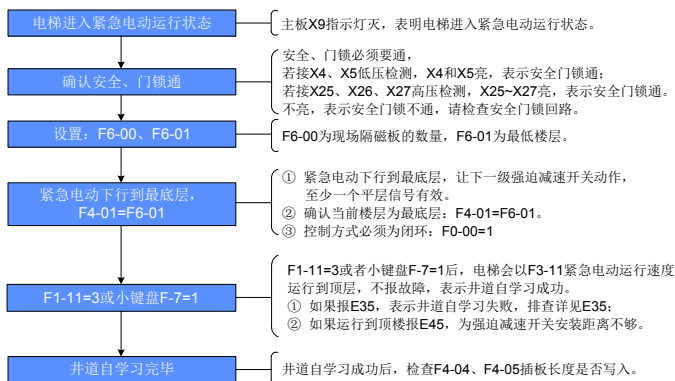 电梯进入紧急电动运行状态
主板X9指示灯灭，表明电梯进入紧急电动运行状态。
确认安全、门锁通
安全、门锁必须要通，
若接X4、X5低压检测，X4和X5亮，表示安全门锁通；
若接X25、X26、X27高压检测，X25~X27亮，表示安全门锁通。
不亮，表示安全门锁不通，请检查安全门锁回路。
设置：F6-00、F6-01
F6-00为现场隔磁板的数量，F6-01为最低楼层。
紧急电动下行到最底层，
F4-01=F6-01
① 紧急电动下行到最底层，让下一级强迫减速开关动作，
至少一个平层信号有效。
② 确认当前楼层为最底层：F4-01=F6-01。
③ 控制方式必须为闭环：F0-00=1
F1-11=3或小键盘F-7=1
F1-11=3或者小键盘F-7=1后，电梯会以F3-11紧急电动运行速度
运行到顶层，不报故障，表示井道自学习成功。
① 如果报E35，表示井道自学习失败，排查详见E35；
② 如果运行到顶楼报E45，为强迫减速开关安装距离不够。
井道自学习完毕
井道自学习成功后，检查F4-04、F4-05插板长度是否写入。